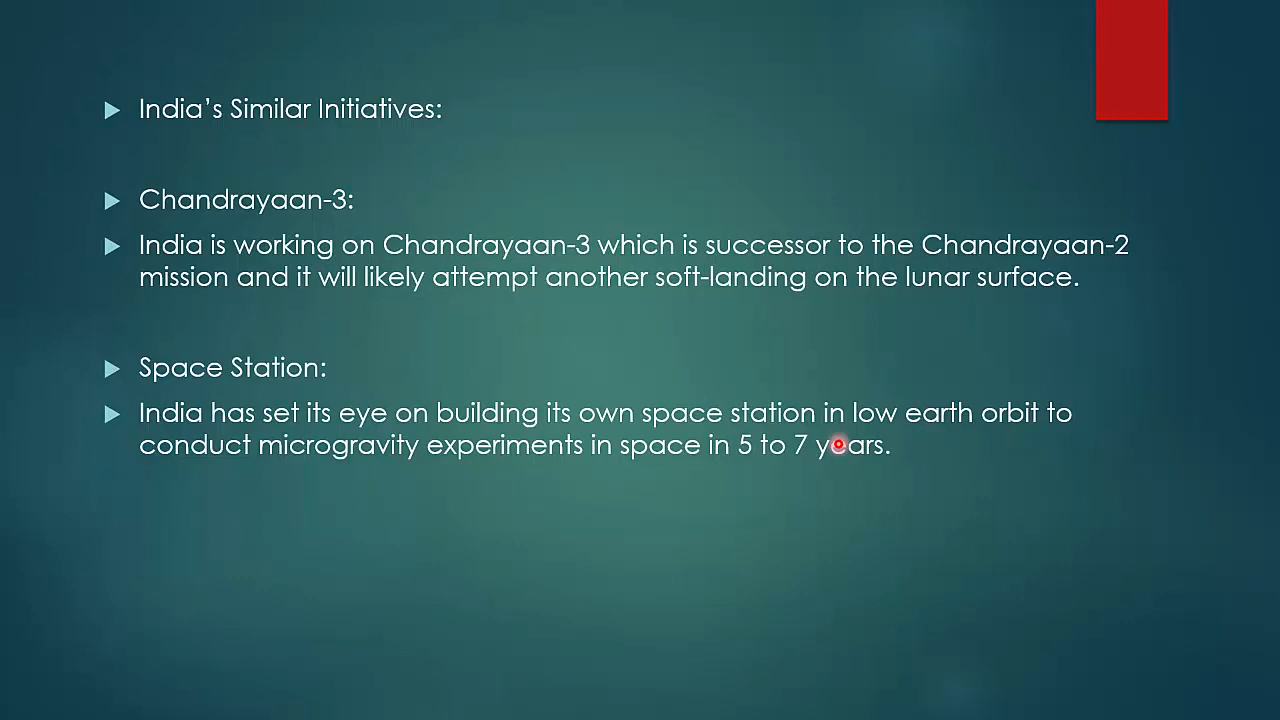 India’s Similar Initiatives:
Chandrayaan-3:
India is working on Chandrayaan-3 which is successor to the Chandrayaan-2
mission and it will likely attempt another soft-landing on the lunar surface.
Space Station:
India has set its eye on building its own space station in low earth orbit to
conduct microgravity experiments in space in 5 to 7 years.